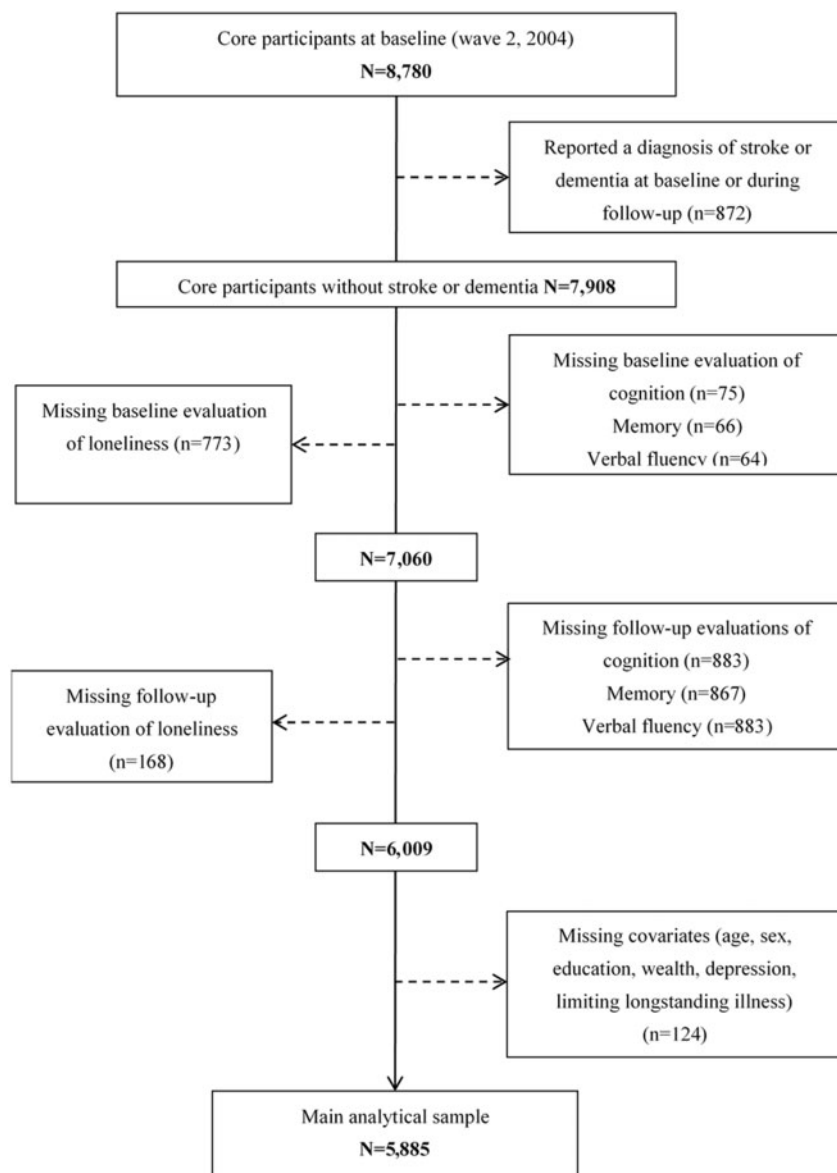 Core participants at baseline (wave 2, 2004)
N=8,780
Reported a diagnosis of stroke or
dementia at baseline or during
follow-up (n=872)
Core participants without stroke or dementia N=7,908
Missing baseline evaluation of
cognition (n=75)
Memory (n=66)
Verbal fluency (n=64)
Missing baseline evaluation
of loneliness (n=773)
N=7,060
Missing follow-up evaluations of
cognition (n=883)
Memory (n=867)
Verbal fluency (n=883)
Missing follow-up
evaluation of loneliness
(n=168)
N=6,009
Missing covariates (age, sex,
education, wealth, depression,
limiting longstanding illness)
(n=124)
Main analytical sample
N=5,885